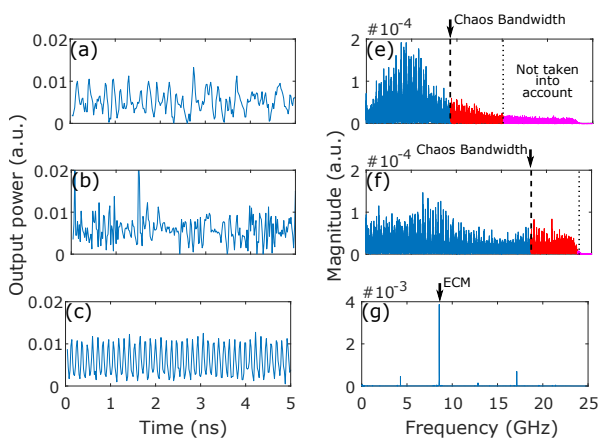 #10⁻⁴ Chaos Bandwidth
0.02 (a) 2 (e)
Not taken
into
account
0.01 1
0 0
#10⁻⁴ Chaos Bandwidth
0.02 (b) 2 (f)
0.01 1
0 0
#10⁻³ ECM
0.02 (c) 4 (g)
0.01 2
0 0
0 1 2 3 4 5 0 5 10 15 20 25
Time (ns) Frequency (GHz)
Output power (a.u.)
Magnitude (a.u.)